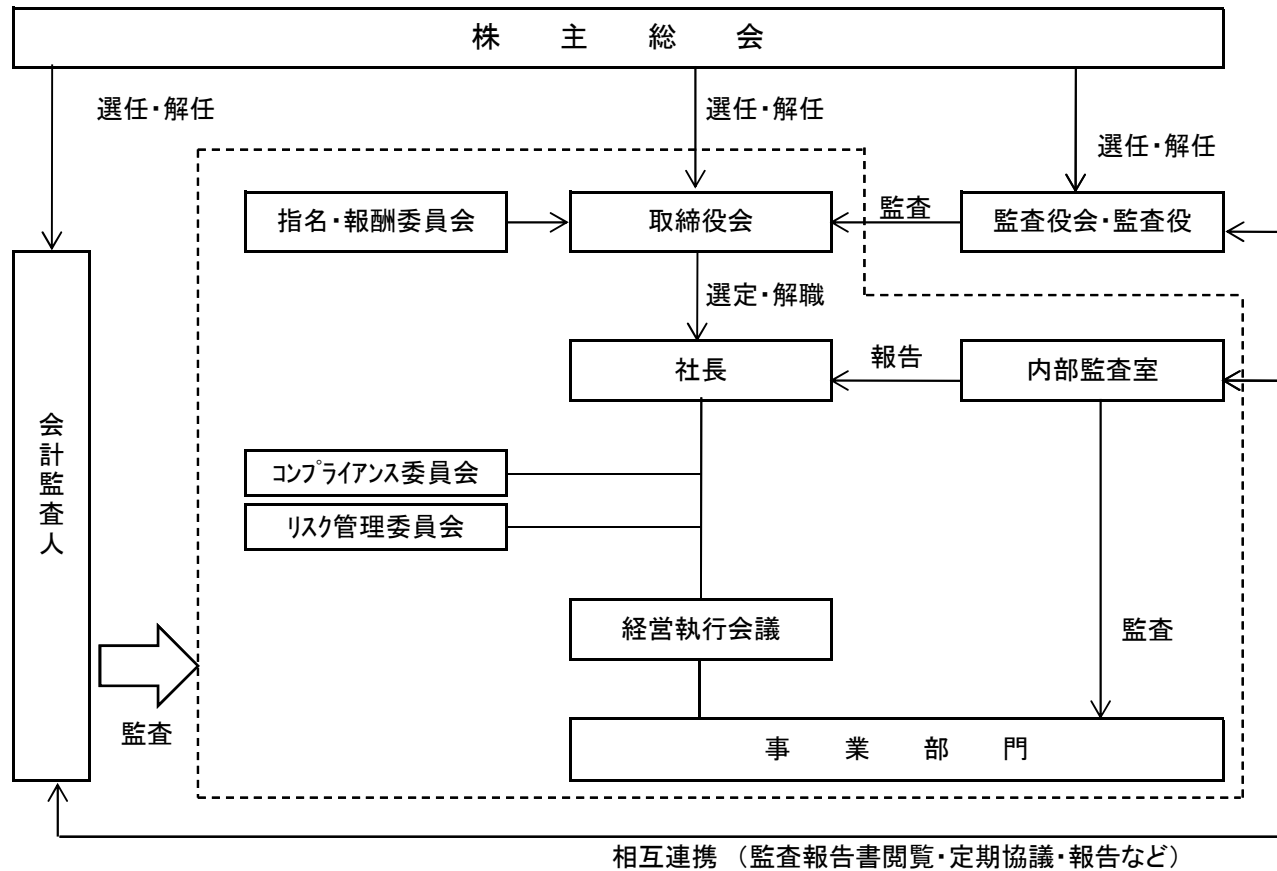 株 主 総 会
選任・解任
選任・解任
選任・解任
指名・報酬委員会
取締役会
監査
監査役会・監査役
選定・解職
社長
報告
内部監査室
会計監査人
コンプライアンス委員会
リスク管理委員会
経営執行会議
監査
監査
事 業 部 門
相互連携 （監査報告書閲覧・定期協議・報告など）